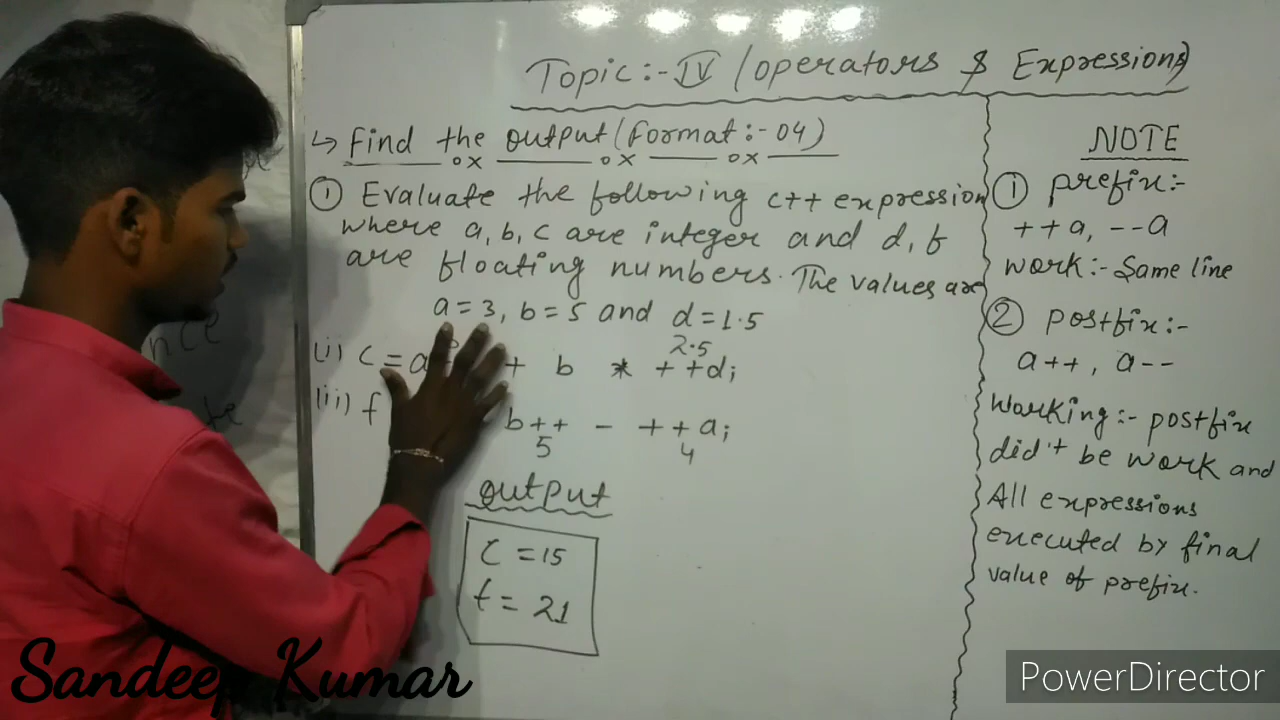 Topic:- IV (operators & Expressions)
↳ Find the output (Format:- 04)
① Evaluate the following c++ expression
where a, b, c are integer and d, f
are floating numbers. The values are
a = 3, b = 5 and d = 1.5
2.5
(i) c = a + b * ++d;
(ii) f b++ - ++a;
5 4
output
c = 15
f = 21
NOTE
① prefix:-
++a, --a
work:- Same line
② postfix:-
a++, a--
Working:- postfix
did't be work and
All expressions
executed by final
value of prefix.
Sandeep Kumar
PowerDirector